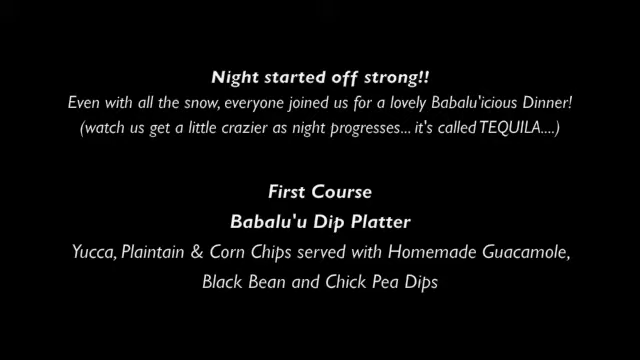 Night started off strong!!
Even with all the snow, everyone joined us for a lovely Babalu'icious Dinner!
(watch us get a little crazier as night progresses... it's called TEQUILA....)
First Course
Babalu'u Dip Platter
Yucca, Plaintain & Corn Chips served with Homemade Guacamole,
Black Bean and Chick Pea Dips